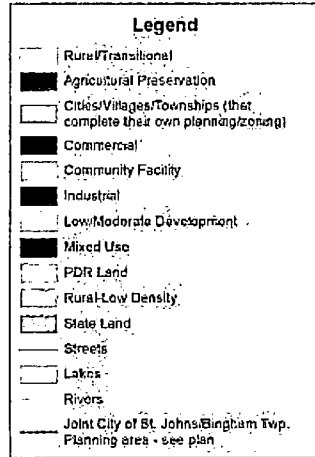 Legend
Rural/Transitional
Agricultural Preservation
Cities/Villages/Townships (that
complete their own planning/zoning)
Commercial
Community Facility
Industrial
Low/Moderate Development
Mixed Use
PDR Land
Rural-Low Density
State Land
Streets
Lakes
Rivers
Joint City of St. Johns/Bingham Twp.
Planning area - see plan